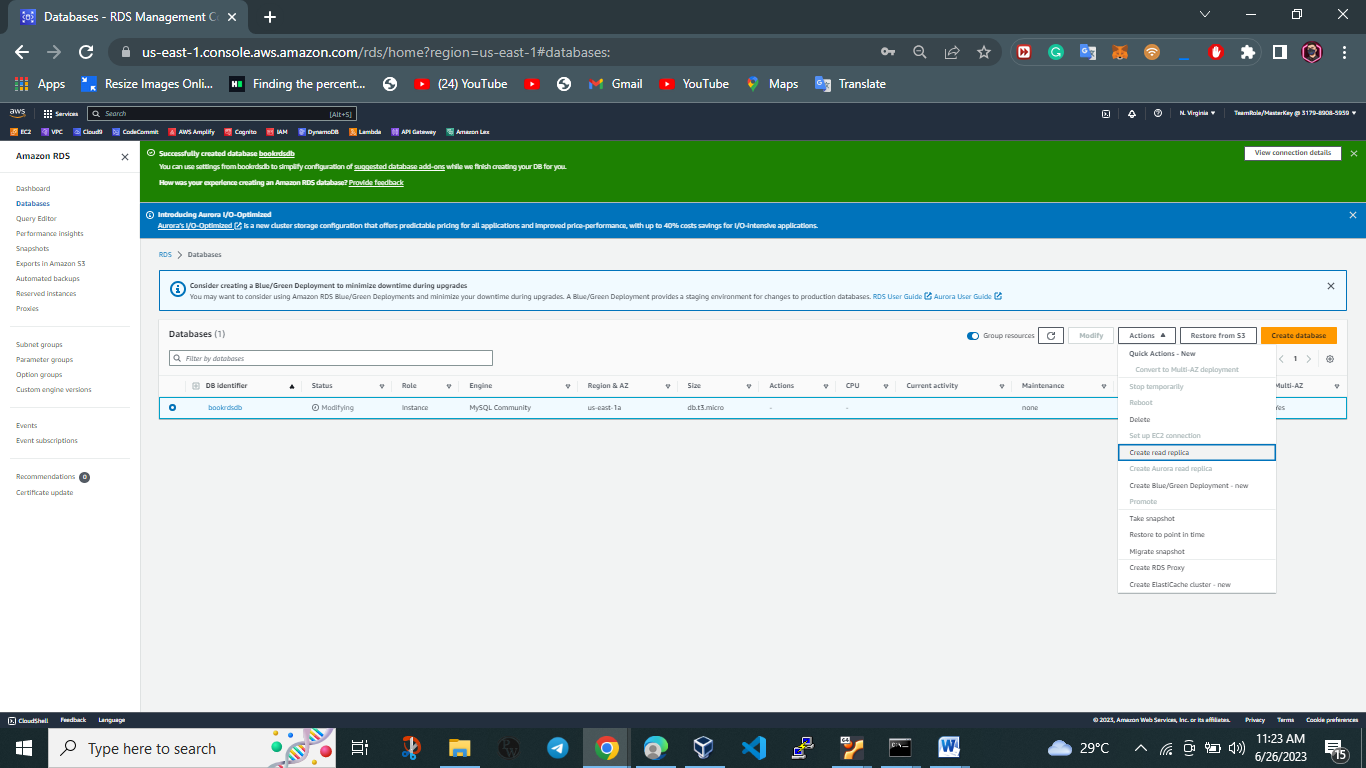 Databases - RDS Management C
us-east-1.console.aws.amazon.com/rds/home?region=us-east-1#databases:
Apps Resize Images Onli... Finding the percent... (24) YouTube Gmail YouTube Maps Translate
aws Services Search [Alt+S] N. Virginia TeamRole/MasterKey @ 3179-8908-5959
EC2 VPC Cloud9 CodeCommit AWS Amplify Cognito IAM DynamoDB Lambda API Gateway Amazon Lex
Amazon RDS
Dashboard
Databases
Query Editor
Performance insights
Snapshots
Exports in Amazon S3
Automated backups
Reserved instances
Proxies
Subnet groups
Parameter groups
Option groups
Custom engine versions
Events
Event subscriptions
Recommendations 0
Certificate update
Successfully created database bookrdsdb
You can use settings from bookrdsdb to simplify configuration of suggested database add-ons while we finish creating your DB for you.
How was your experience creating an Amazon RDS database? Provide feedback
View connection details
Introducing Aurora I/O-Optimized
Aurora's I/O-Optimized is a new cluster storage configuration that offers predictable pricing for all applications and improved price-performance, with up to 40% costs savings for I/O-intensive applications.
RDS > Databases
Consider creating a Blue/Green Deployment to minimize downtime during upgrades
You may want to consider using Amazon RDS Blue/Green Deployments and minimize your downtime during upgrades. A Blue/Green Deployment provides a staging environment for changes to production databases. RDS User Guide Aurora User Guide
Databases (1)
Group resources Modify Actions Restore from S3 Create database
Filter by databases
1
DB identifier Status Role Engine Region & AZ Size Actions CPU Current activity Maintenance Multi-AZ
bookrdsdb Modifying Instance MySQL Community us-east-1a db.t3.micro - - none Yes
Quick Actions - New
Convert to Multi-AZ deployment
Stop temporarily
Reboot
Delete
Set up EC2 connection
Create read replica
Create Aurora read replica
Create Blue/Green Deployment - new
Promote
Take snapshot
Restore to point in time
Migrate snapshot
Create RDS Proxy
Create ElastiCache cluster - new
CloudShell Feedback Language © 2023, Amazon Web Services, Inc. or its affiliates. Privacy Terms Cookie preferences
Type here to search
29°C
11:23 AM
6/26/2023
15